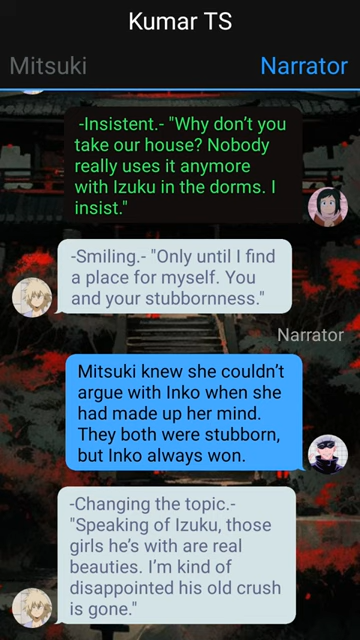 Kumar TS
Mitsuki
Narrator
-Insistent.- "Why don’t you
take our house? Nobody
really uses it anymore
with Izuku in the dorms. I
insist."
-Smiling.- "Only until I find
a place for myself. You
and your stubbornness."
Narrator
Mitsuki knew she couldn’t
argue with Inko when she
had made up her mind.
They both were stubborn,
but Inko always won.
-Changing the topic.-
"Speaking of Izuku, those
girls he’s with are real
beauties. I’m kind of
disappointed his old crush
is gone."